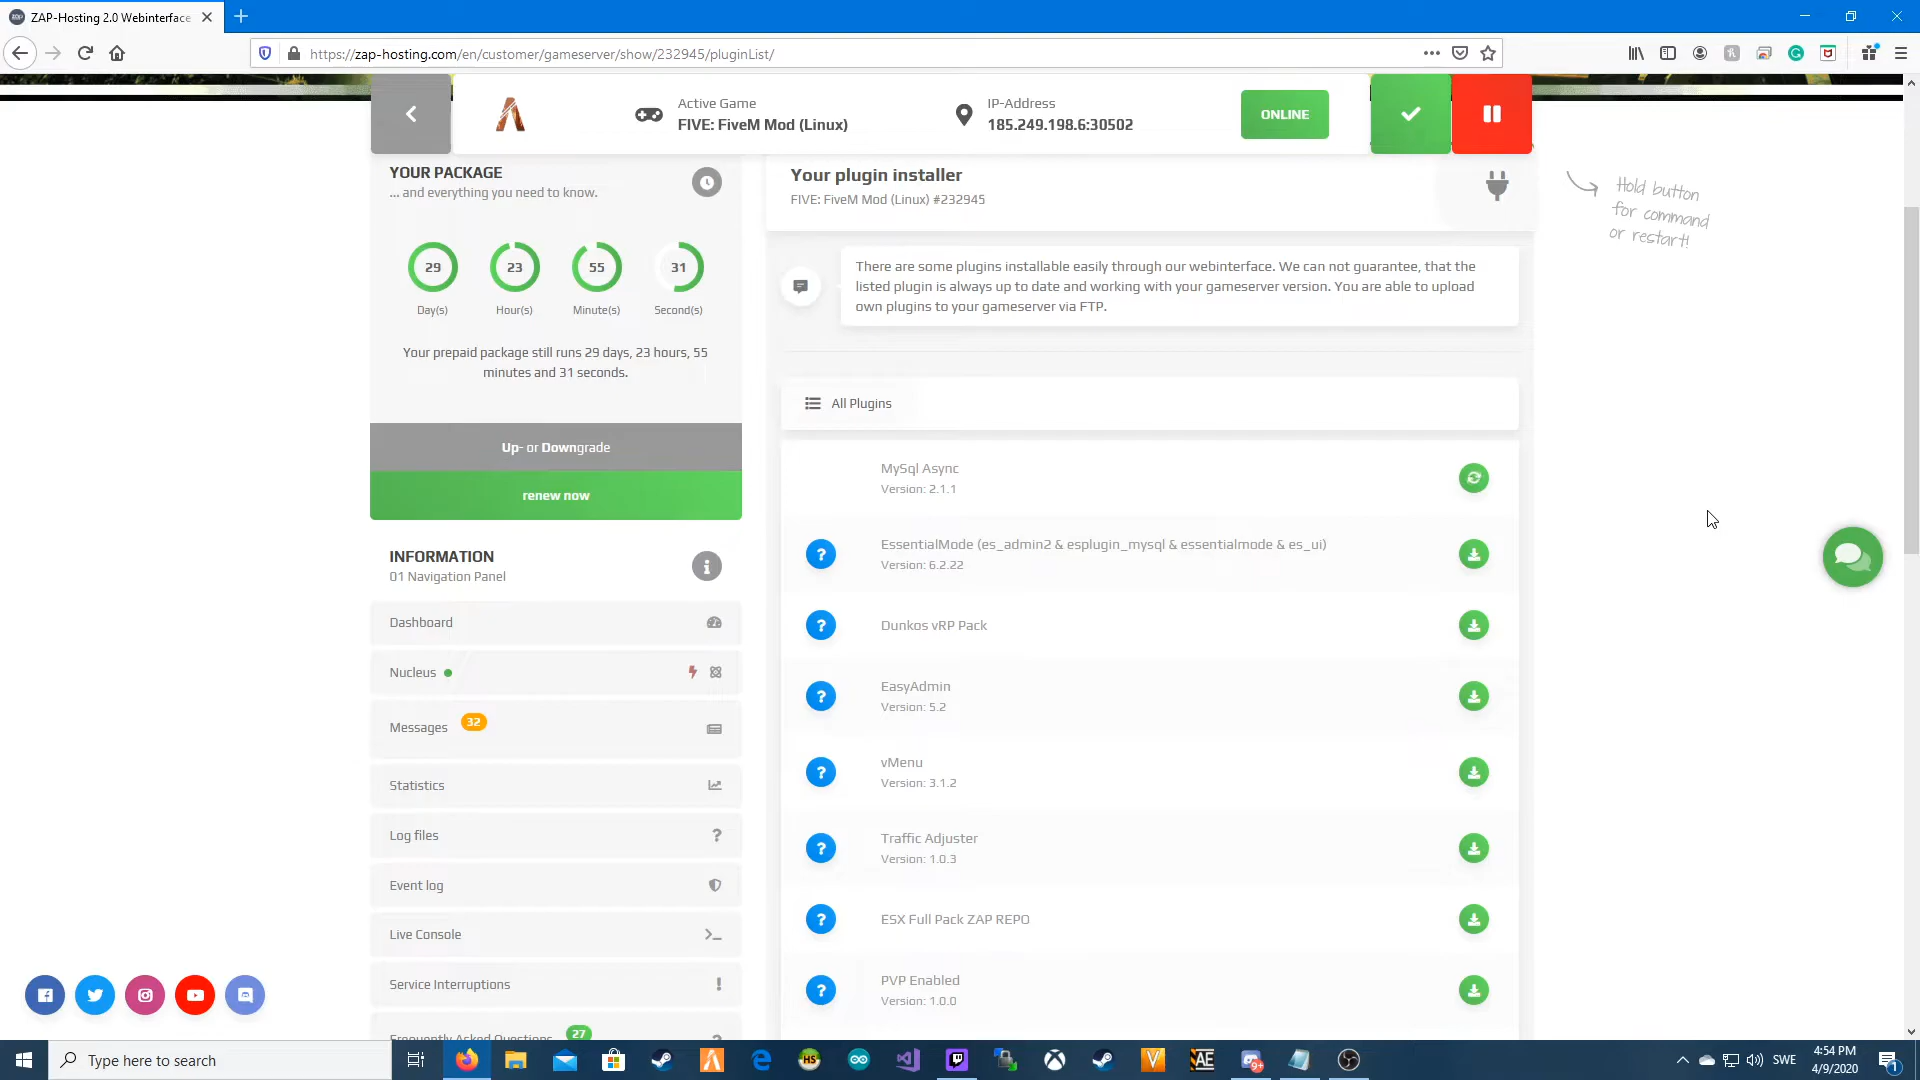 ZAP-Hosting 2.0 Webinterface
https://zap-hosting.com/en/customer/gameserver/show/232945/pluginList/
Active Game
FIVE: FiveM Mod (Linux)
IP-Address
185.249.198.6:30502
ONLINE
YOUR PACKAGE
... and everything you need to know.
29
23
55
31
Day(s)
Hour(s)
Minute(s)
Second(s)
Your prepaid package still runs 29 days, 23 hours, 55
minutes and 31 seconds.
Up- or Downgrade
renew now
INFORMATION
01 Navigation Panel
Dashboard
Nucleus
Messages 32
Statistics
Log files
Event log
Live Console
Service Interruptions
Frequently Asked Questions 27
Your plugin installer
FIVE: FiveM Mod (Linux) #232945
Hold button
for command
or restart!
There are some plugins installable easily through our webinterface. We can not guarantee, that the
listed plugin is always up to date and working with your gameserver version. You are able to upload
own plugins to your gameserver via FTP.
All Plugins
MySql Async
Version: 2.1.1
EssentialMode (es_admin2 & esplugin_mysql & essentialmode & es_ui)
Version: 6.2.22
Dunkos vRP Pack
EasyAdmin
Version: 5.2
vMenu
Version: 3.1.2
Traffic Adjuster
Version: 1.0.3
ESX Full Pack ZAP REPO
PVP Enabled
Version: 1.0.0
Type here to search
HS
AE
9+
SWE
4:54 PM
4/9/2020
1